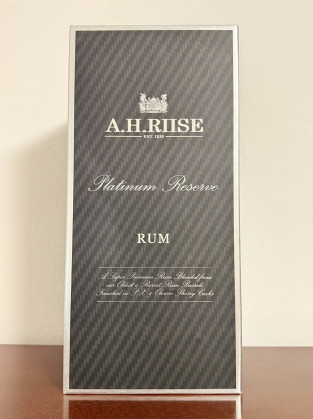 A.H.RIISE
EST. 1838
Platinum Reserve
RUM
A Super Premium Rum Blended from
our Oldest & Rarest Rum Barrels
Finished in P.X. & Oloroso Sherry Casks